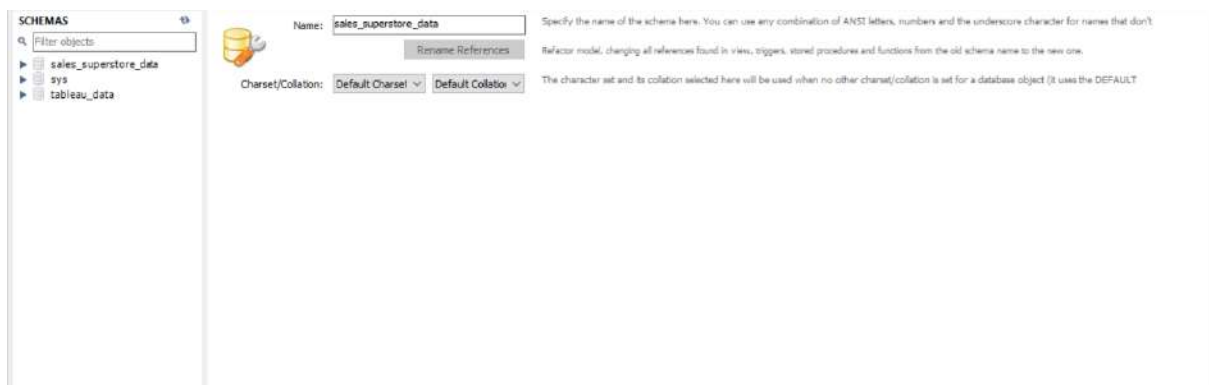 SCHEMAS
Filter objects
sales_superstore_data
sys
tableau_data
Name: sales_superstore_data
Specify the name of the schema here. You can use any combination of ANSI letters, numbers and the underscore character for names that don't
Rename References
Refactor model, changing all references found in view, triggers, stored procedures and functions from the old schema name to the new one.
Charset/Collation: Default Charset Default Collatio
The character set and its collation selected here will be used when no other charset/collation is set for a database object (it uses the DEFAULT